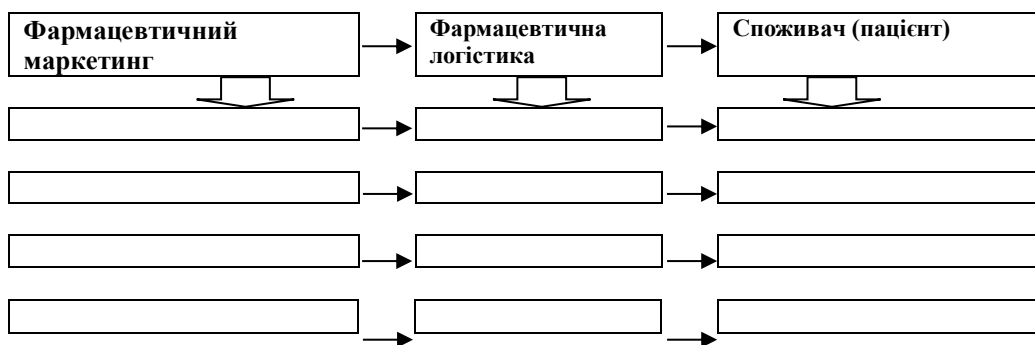 Фармацевтичний
маркетинг
Фармацевтична
логістика
Споживач (пацієнт)